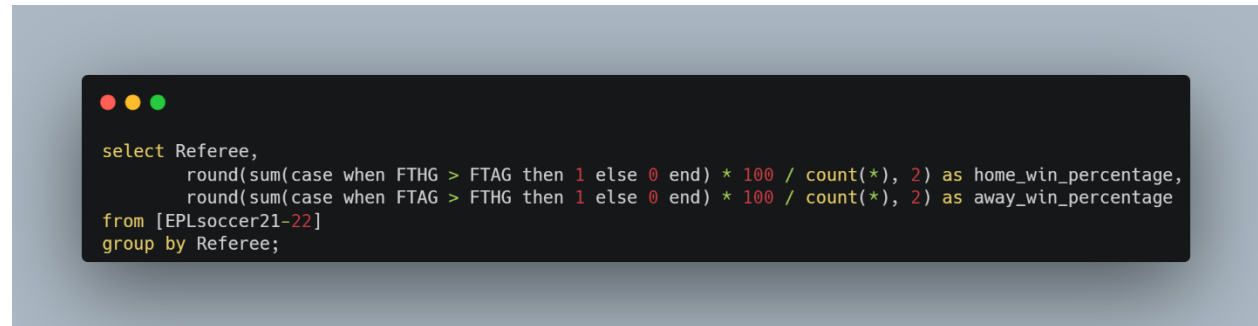 select Referee,
        round(sum(case when FTHG > FTAG then 1 else 0 end) * 100 / count(*), 2) as home_win_percentage,
        round(sum(case when FTAG > FTHG then 1 else 0 end) * 100 / count(*), 2) as away_win_percentage
from [EPLsoccer21-22]
group by Referee;